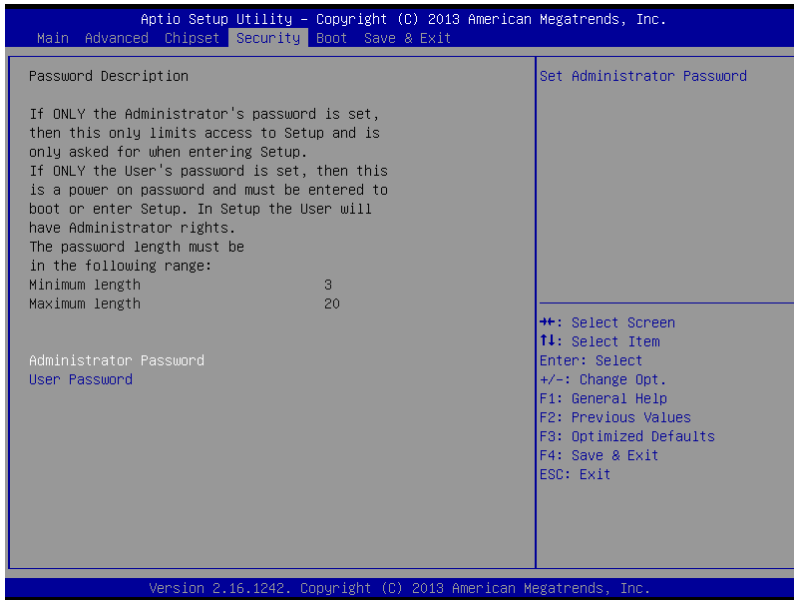 Aptio Setup Utility – Copyright (C) 2013 American Megatrends, Inc.
Main Advanced Chipset Security Boot Save & Exit
Password Description
If ONLY the Administrator's password is set,
then this only limits access to Setup and is
only asked for when entering Setup.
If ONLY the User's password is set, then this
is a power on password and must be entered to
boot or enter Setup. In Setup the User will
have Administrator rights.
The password length must be
in the following range:
Minimum length 3
Maximum length 20
Administrator Password
User Password
Set Administrator Password
→←: Select Screen
↑↓: Select Item
Enter: Select
+/-: Change Opt.
F1: General Help
F2: Previous Values
F3: Optimized Defaults
F4: Save & Exit
ESC: Exit
Version 2.16.1242. Copyright (C) 2013 American Megatrends, Inc.